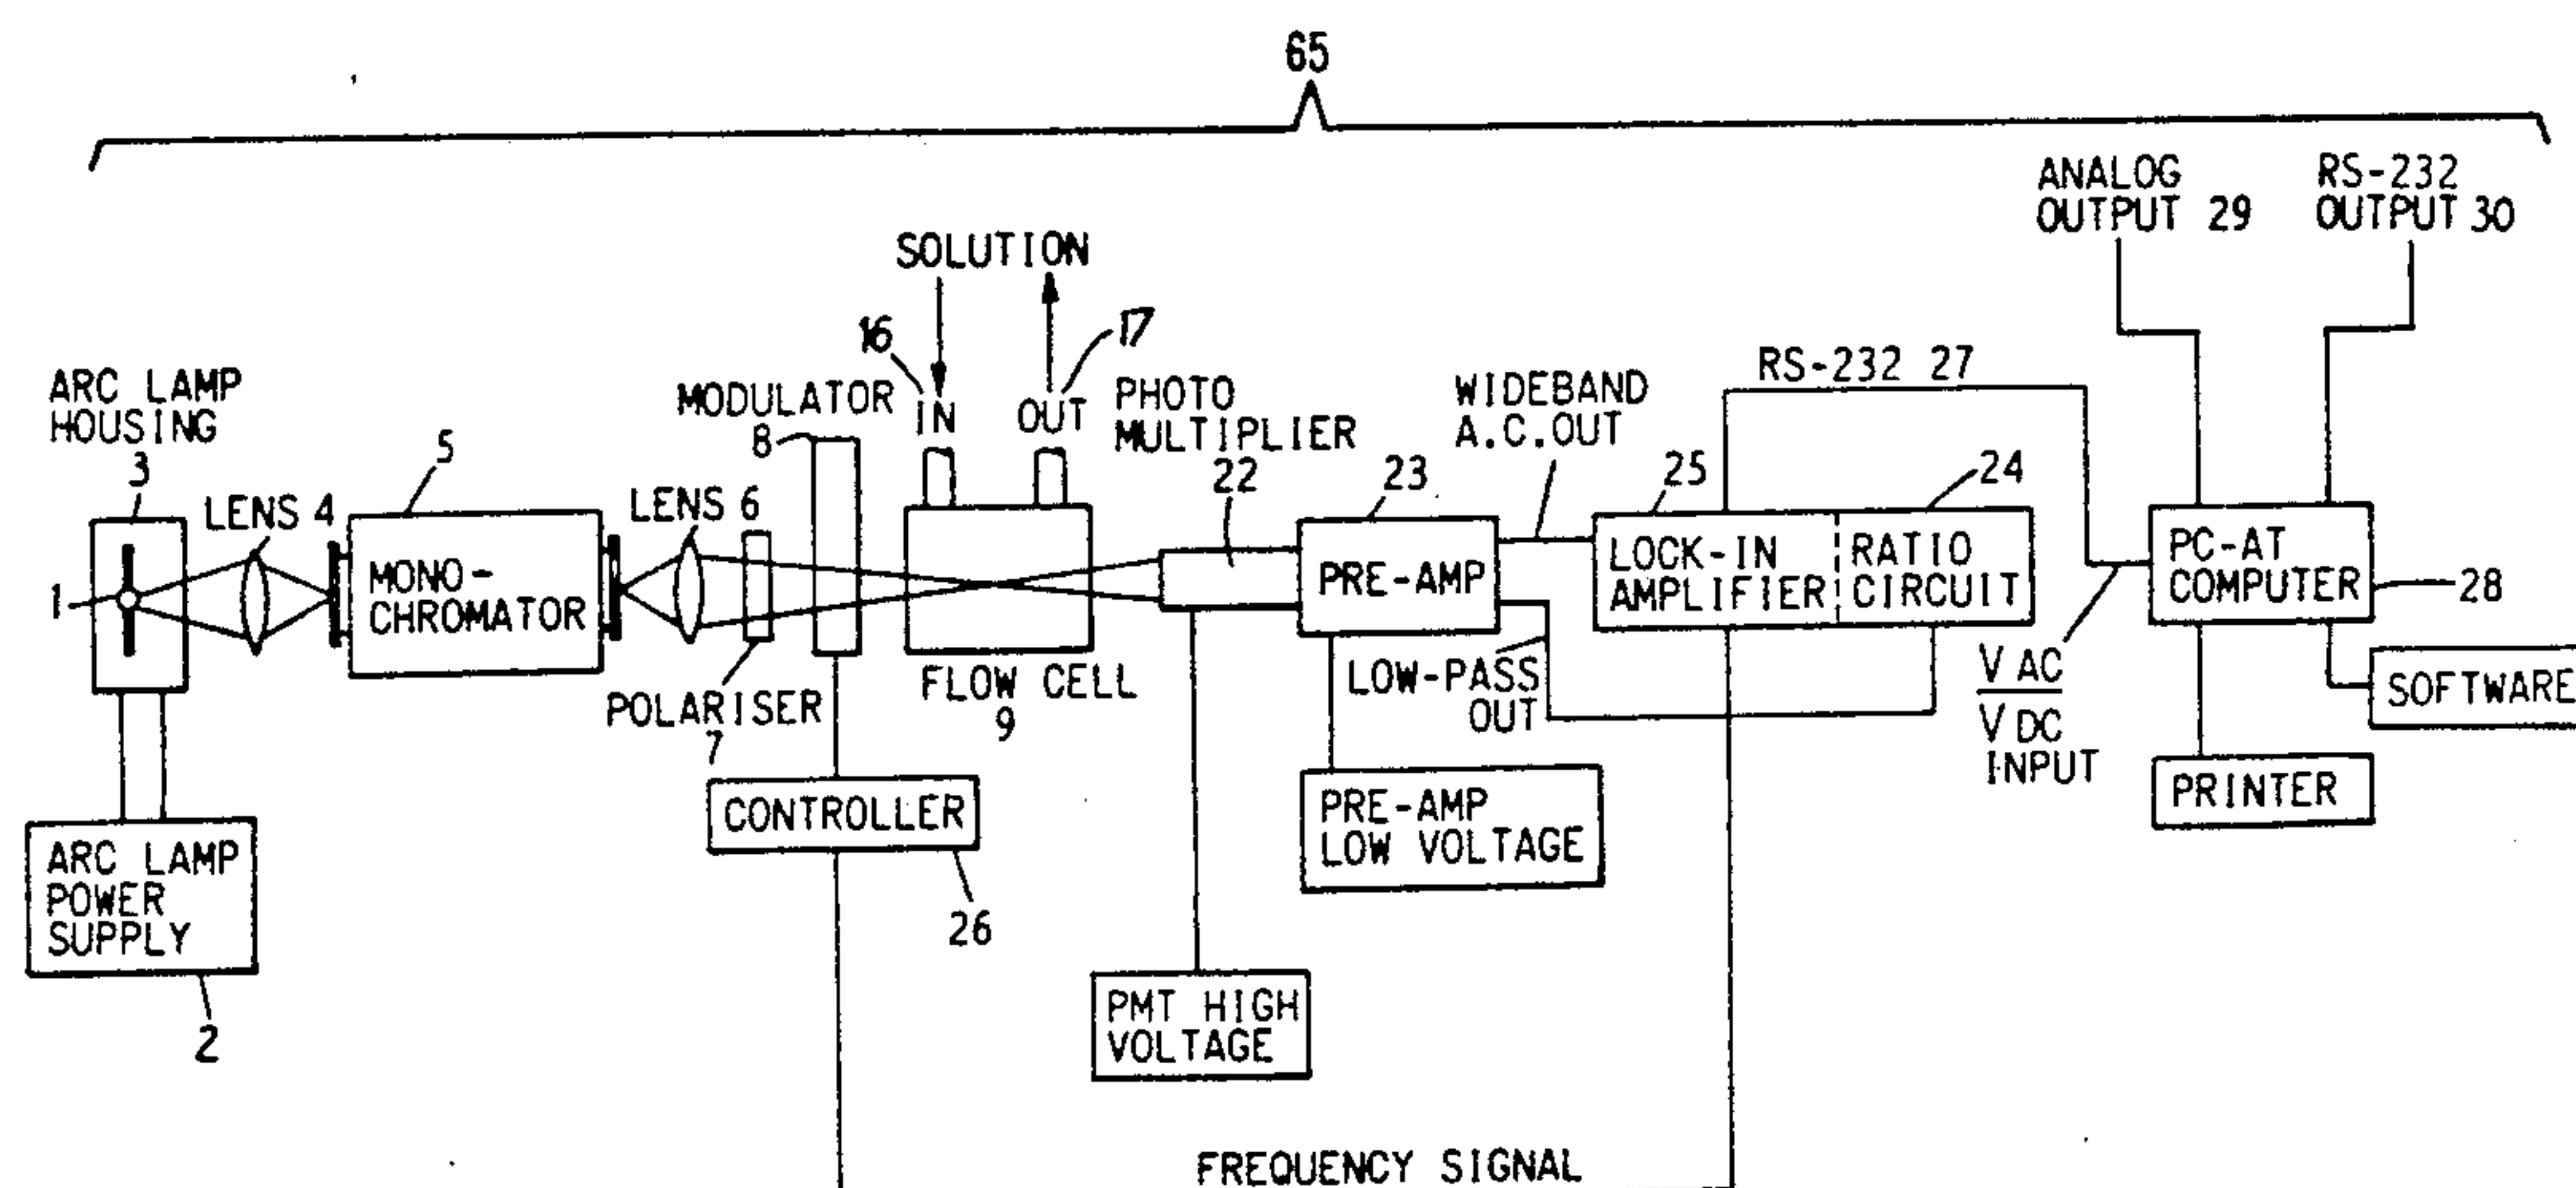 65
ANALOG
OUTPUT 29
RS-232
OUTPUT 30
SOLUTION
16
17
IN
OUT
ARC LAMP
HOUSING
3
MODULATOR
8
PHOTO
MULTIPLIER
22
WIDEBAND
A.C.OUT
RS-232 27
5
LENS 4
LENS 6
23
25
24
1
MONO-
CHROMATOR
PRE-AMP
LOCK-IN
AMPLIFIER
RATIO
CIRCUIT
PC-AT
COMPUTER
28
POLARISER
7
FLOW CELL
9
LOW-PASS
OUT
V AC
V DC
INPUT
SOFTWARE
PRINTER
CONTROLLER
26
PRE-AMP
LOW VOLTAGE
ARC LAMP
POWER
SUPPLY
2
PMT HIGH
VOLTAGE
FREQUENCY SIGNAL